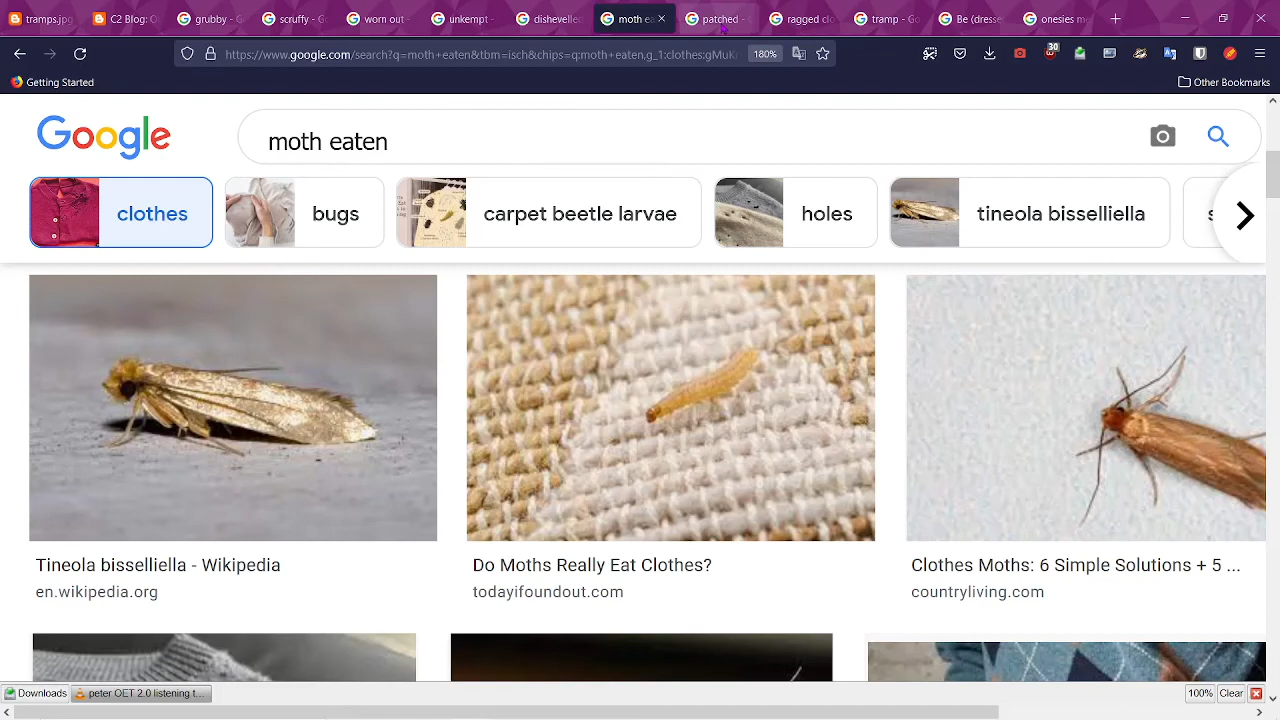 tramps.jpg
C2 Blog: O
grubby - G
scruffy - G
worn out -
unkempt -
dishevelle
moth ea
patched - G
ragged clo
tramp - Go
Be (dresse
onesies me
https://www.google.com/search?q=moth+eaten&tbm=isch&chips=q:moth+eaten,g_1:clothes:gMuK
180%
30
Getting Started
Other Bookmarks
Google
moth eaten
clothes
bugs
carpet beetle larvae
holes
tineola bisselliella
s
Tineola bisselliella - Wikipedia
en.wikipedia.org
Do Moths Really Eat Clothes?
todayifoundout.com
Clothes Moths: 6 Simple Solutions + 5 ...
countryliving.com
Downloads
peter OET 2.0 listening t...
100%
Clear